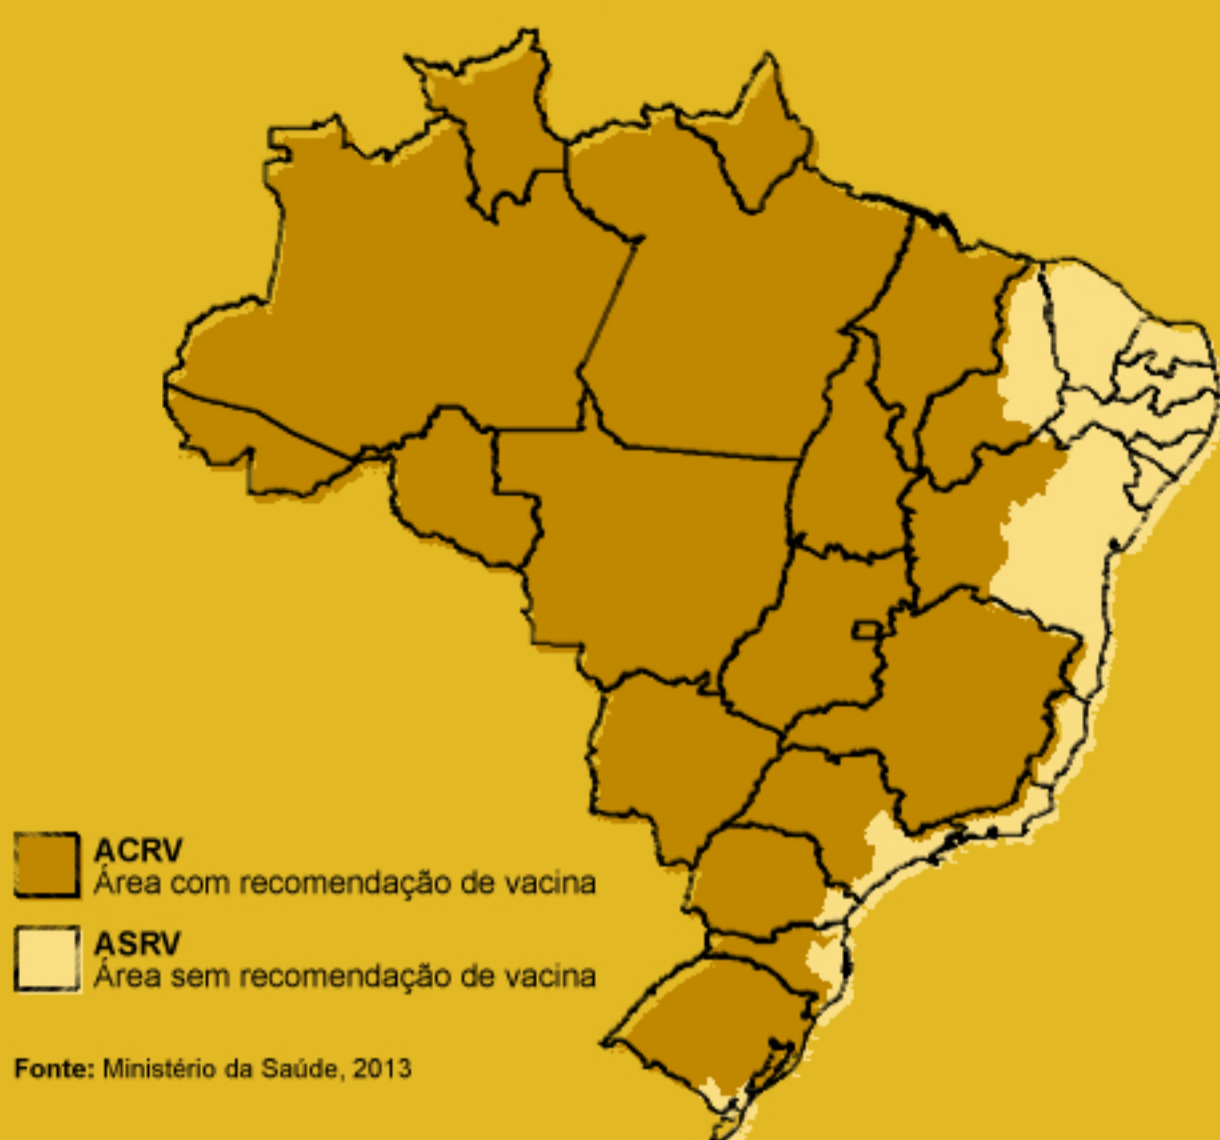 ACRV
Área com recomendação de vacina
ASRV
Área sem recomendação de vacina
Fonte: Ministério da Saúde, 2013